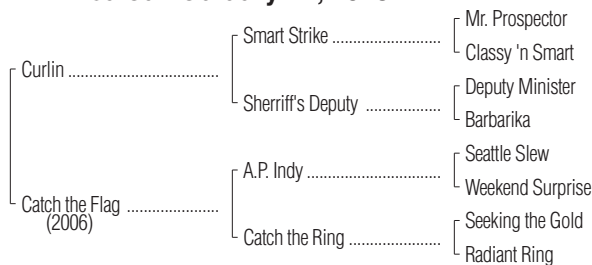 Smart Strike ......................
Mr. Prospector
Classy 'n Smart
Curlin ..........................................
Sherriff's Deputy ...................
Deputy Minister
Barbarika
A.P. Indy .............................
Seattle Slew
Weekend Surprise
Catch the Flag .........................
(2006)
Catch the Ring ....................
Seeking the Gold
Radiant Ring